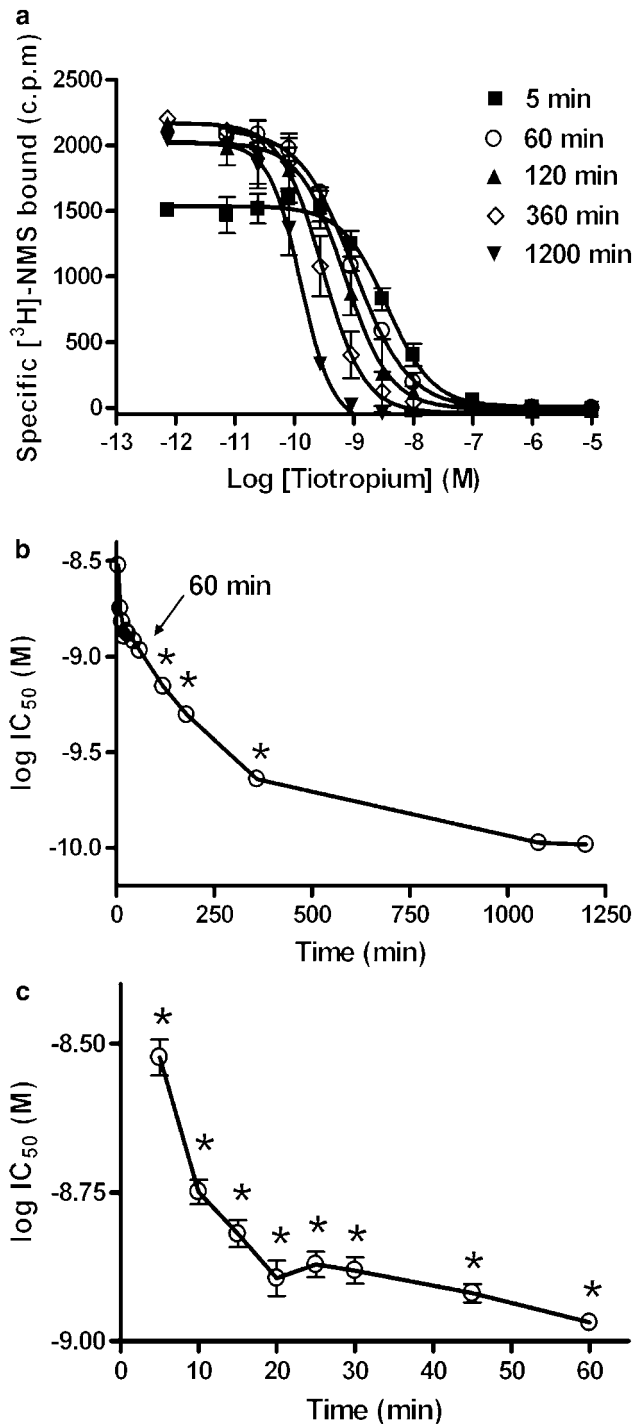 a
Specific [³H]-NMS bound (c.p.m)
2500
2000
1500
1000
500
0
-13 -12 -11 -10 -9 -8 -7 -6 -5
Log [Tiotropium] (M)
5 min
60 min
120 min
360 min
1200 min
b
log IC₅₀ (M)
-8.5
-9.0
-9.5
-10.0
60 min
*
*
*
0 250 500 750 1000 1250
Time (min)
c
log IC₅₀ (M)
-8.50
-8.75
-9.00
*
*
*
*
*
*
*
*
0 10 20 30 40 50 60
Time (min)